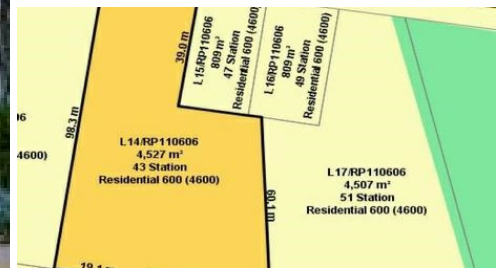 39.0 m
L15/RP110606
809 m²
47 Station
Residential 600 (4600)
L16/RP110606
809 m²
49 Station
Residential 600 (4600)
98.3 m
4600)
L14/RP110606
4,527 m²
43 Station
Residential 600 (4600)
60.1 m
L17/RP110606
4,507 m²
51 Station
Residential 600 (4600)